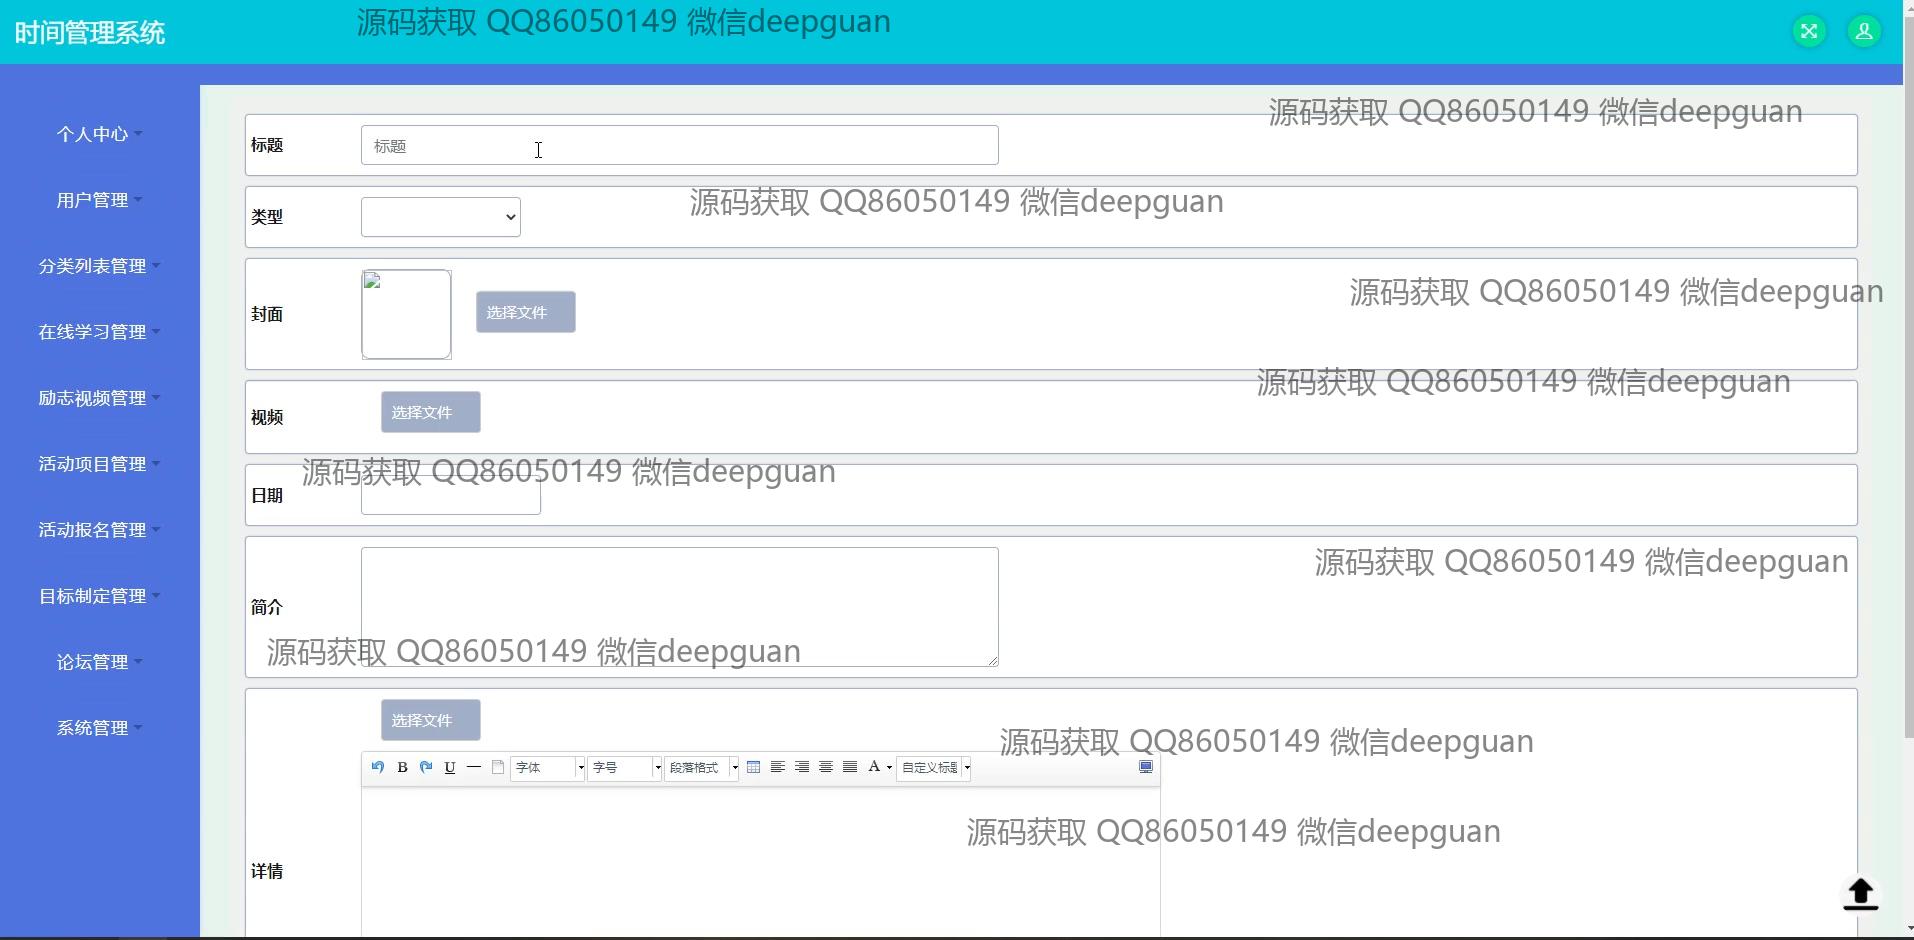 时间管理系统
源码获取 QQ86050149 微信deepguan
源码获取 QQ86050149 微信deepguan
个人中心
标题
标题
用户管理
类型
源码获取 QQ86050149 微信deepguan
分类列表管理
源码获取 QQ86050149 微信deepguan
封面
选择文件
在线学习管理
源码获取 QQ86050149 微信deepguan
励志视频管理
视频
选择文件
活动项目管理
源码获取 QQ86050149 微信deepguan
日期
活动报名管理
源码获取 QQ86050149 微信deepguan
目标制定管理
简介
源码获取 QQ86050149 微信deepguan
论坛管理
系统管理
选择文件
源码获取 QQ86050149 微信deepguan
B U 字体 字号 段落格式 A 自定义标题
源码获取 QQ86050149 微信deepguan
详情